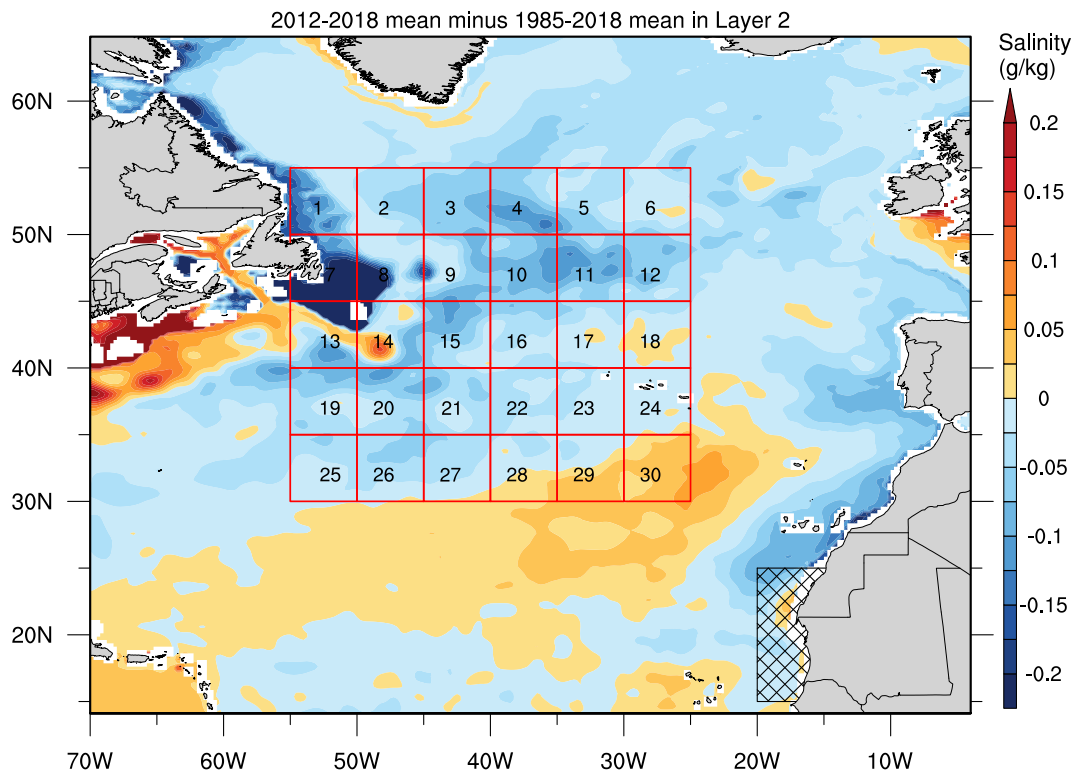 2012-2018 mean minus 1985-2018 mean in Layer 2
Salinity
(g/kg)
60N
50N
40N
30N
20N
1 2 3 4 5 6
7 8 9 10 11 12
13 14 15 16 17 18
19 20 21 22 23 24
25 26 27 28 29 30
70W 60W 50W 40W 30W 20W 10W
0.2
0.15
0.1
0.05
0
-0.05
-0.1
-0.15
-0.2